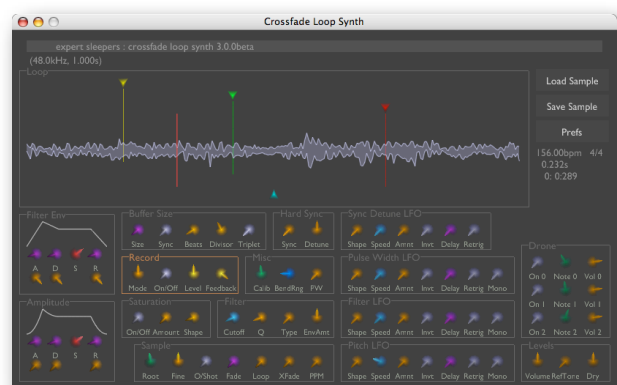 Crossfade Loop Synth
expert sleepers : crossfade loop synth 3.0.0beta
(48.0kHz, 1.000s)
Loop
Load Sample
Save Sample
Prefs
156.00bpm 4/4
0.232s
0: 0:289
Filter Env
A D S R
Buffer Size
Size Sync Beats Divisor Triplet
Hard Sync
Sync Detune
Sync Detune LFO
Shape Speed Amnt Invt Delay Retrig
Record
Mode On/Off Level Feedback
Misc
Calib BendRng PW
Pulse Width LFO
Shape Speed Amnt Invt Delay Retrig Mono
Drone
On 0 Note 0 Vol 0
On 1 Note 1 Vol 1
On 2 Note 2 Vol 2
Amplitude
A D S R
Saturation
On/Off Amount Shape
Filter
Cutoff Q Type EnvAmt
Filter LFO
Shape Speed Amnt Invt Delay Retrig Mono
Sample
Root Fine O/Shot Fade Loop XFade PPM
Pitch LFO
Shape Speed Amnt Invt Delay Retrig Mono
Levels
Volume RefTone Dry